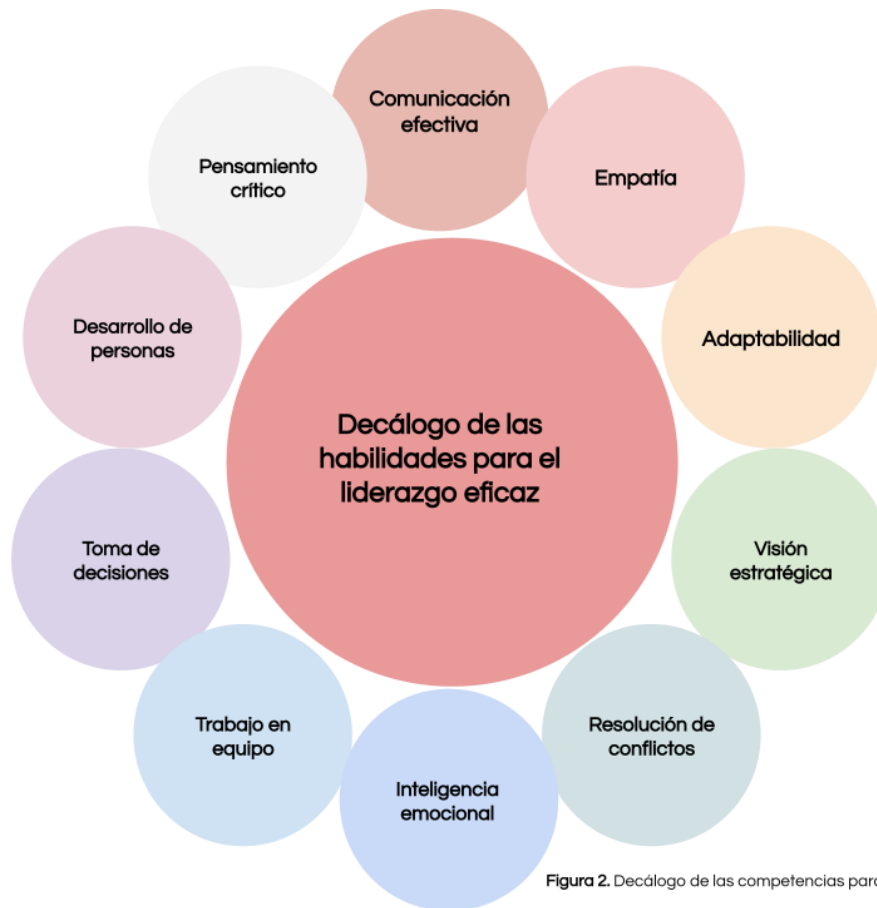 Decálogo de las
habilidades para el
liderazgo eficaz
Comunicación
efectiva
Empatía
Adaptabilidad
Visión
estratégica
Resolución de
conflictos
Inteligencia
emocional
Trabajo en
equipo
Toma de
decisiones
Desarrollo de
personas
Pensamiento
crítico
Figura 2. Decálogo de las competencias para